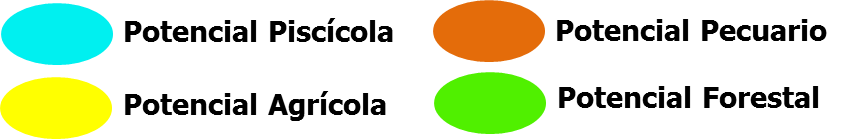 Potencial Piscícola
Potencial Pecuario
Potencial Agrícola
Potencial Forestal